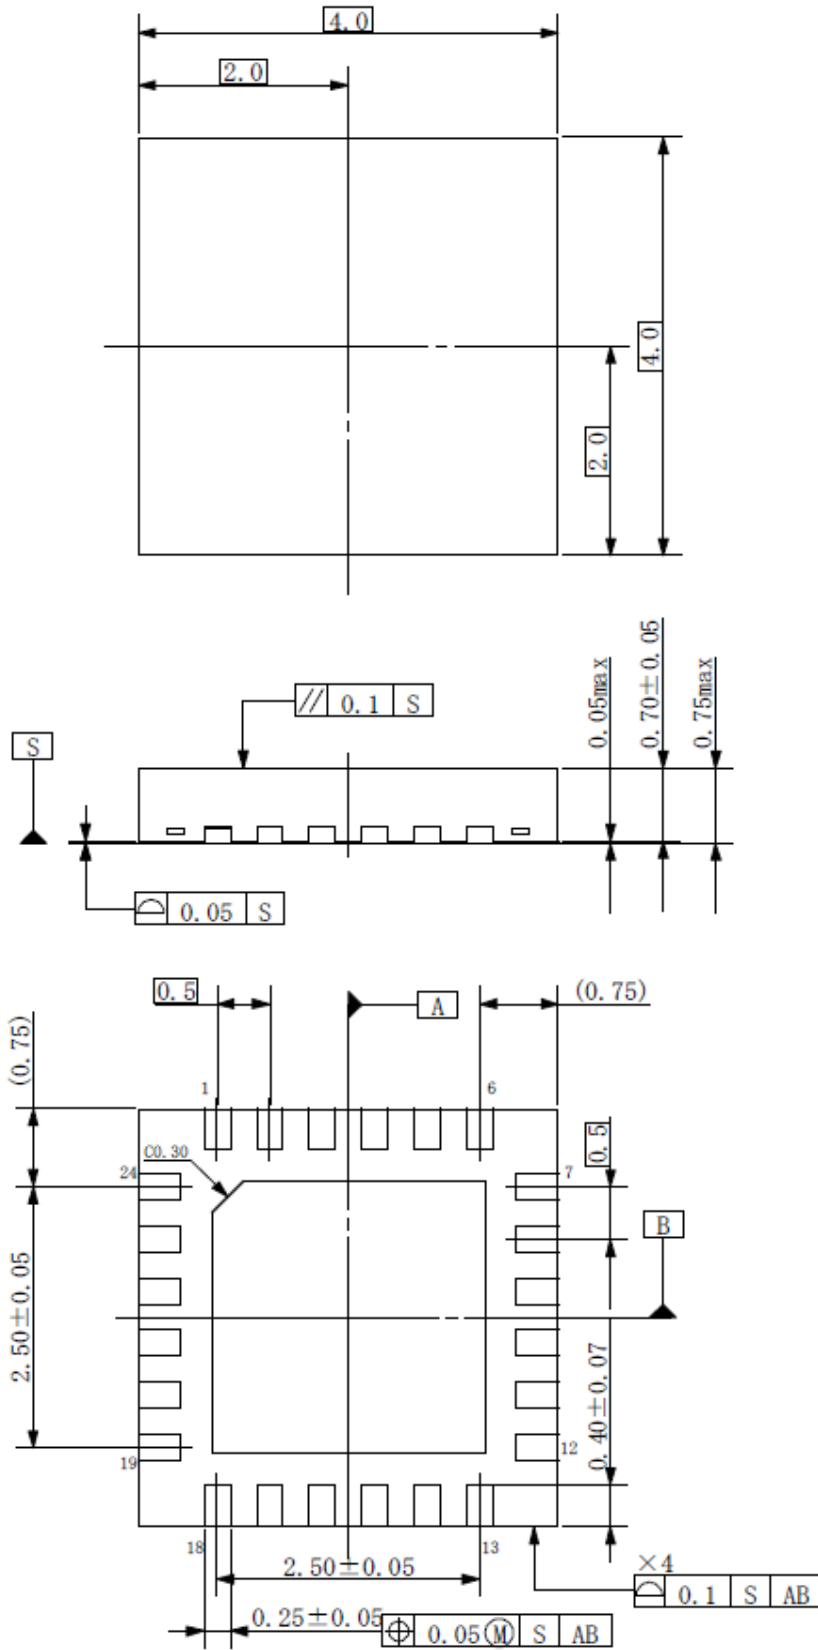 4.0
2.0
4.0
2.0
0.05max
0.70±0.05
0.75max
// 0.1 S
S
⌓ 0.05 S
0.5
A
(0.75)
(0.75)
1
6
C0.30
24
7
0.5
B
2.50±0.05
0.40±0.07
19
12
18
13
2.50±0.05
×4
⌓ 0.1 S AB
0.25±0.05
⌖ 0.05 Ⓜ S AB